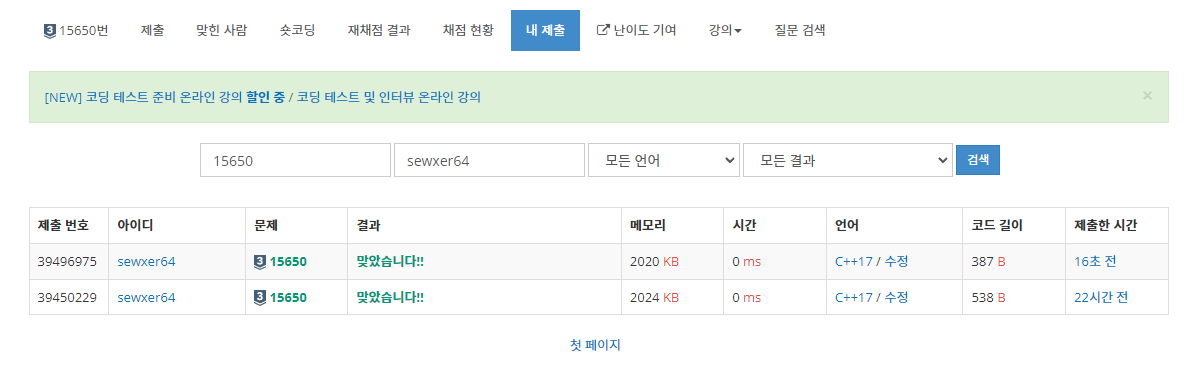 3 15650번 제출 맞힌 사람 숏코딩 재채점 결과 채점 현황 내 제출 난이도 기여 강의 질문 검색
[NEW] 코딩 테스트 준비 온라인 강의 할인 중 / 코딩 테스트 및 인터뷰 온라인 강의 ×
15650 sewxer64 모든 언어 모든 결과 검색
제출 번호 아이디 문제 결과 메모리 시간 언어 코드 길이 제출한 시간
39496975 sewxer64 3 15650 맞았습니다!! 2020 KB 0 ms C++17 / 수정 387 B 16초 전
39450229 sewxer64 3 15650 맞았습니다!! 2024 KB 0 ms C++17 / 수정 538 B 22시간 전
첫 페이지